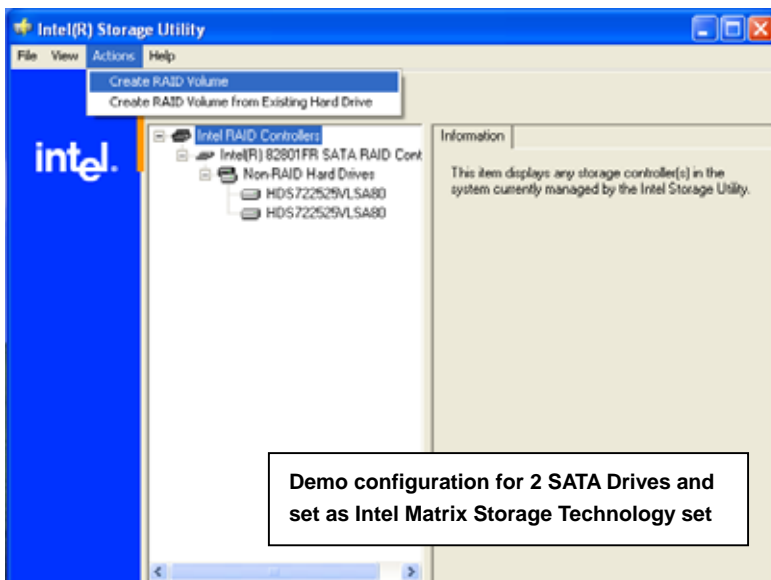 Intel(R) Storage Utility
File View Actions Help
Create RAID Volume
Create RAID Volume from Existing Hard Drive
intel.
Intel RAID Controllers
Intel(R) 82801FR SATA RAID Cont
Non-RAID Hard Drives
HDS722525VLSA80
HDS722525VLSA80
Information
This item displays any storage controller(s) in the
system currently managed by the Intel Storage Utility.
Demo configuration for 2 SATA Drives and
set as Intel Matrix Storage Technology set